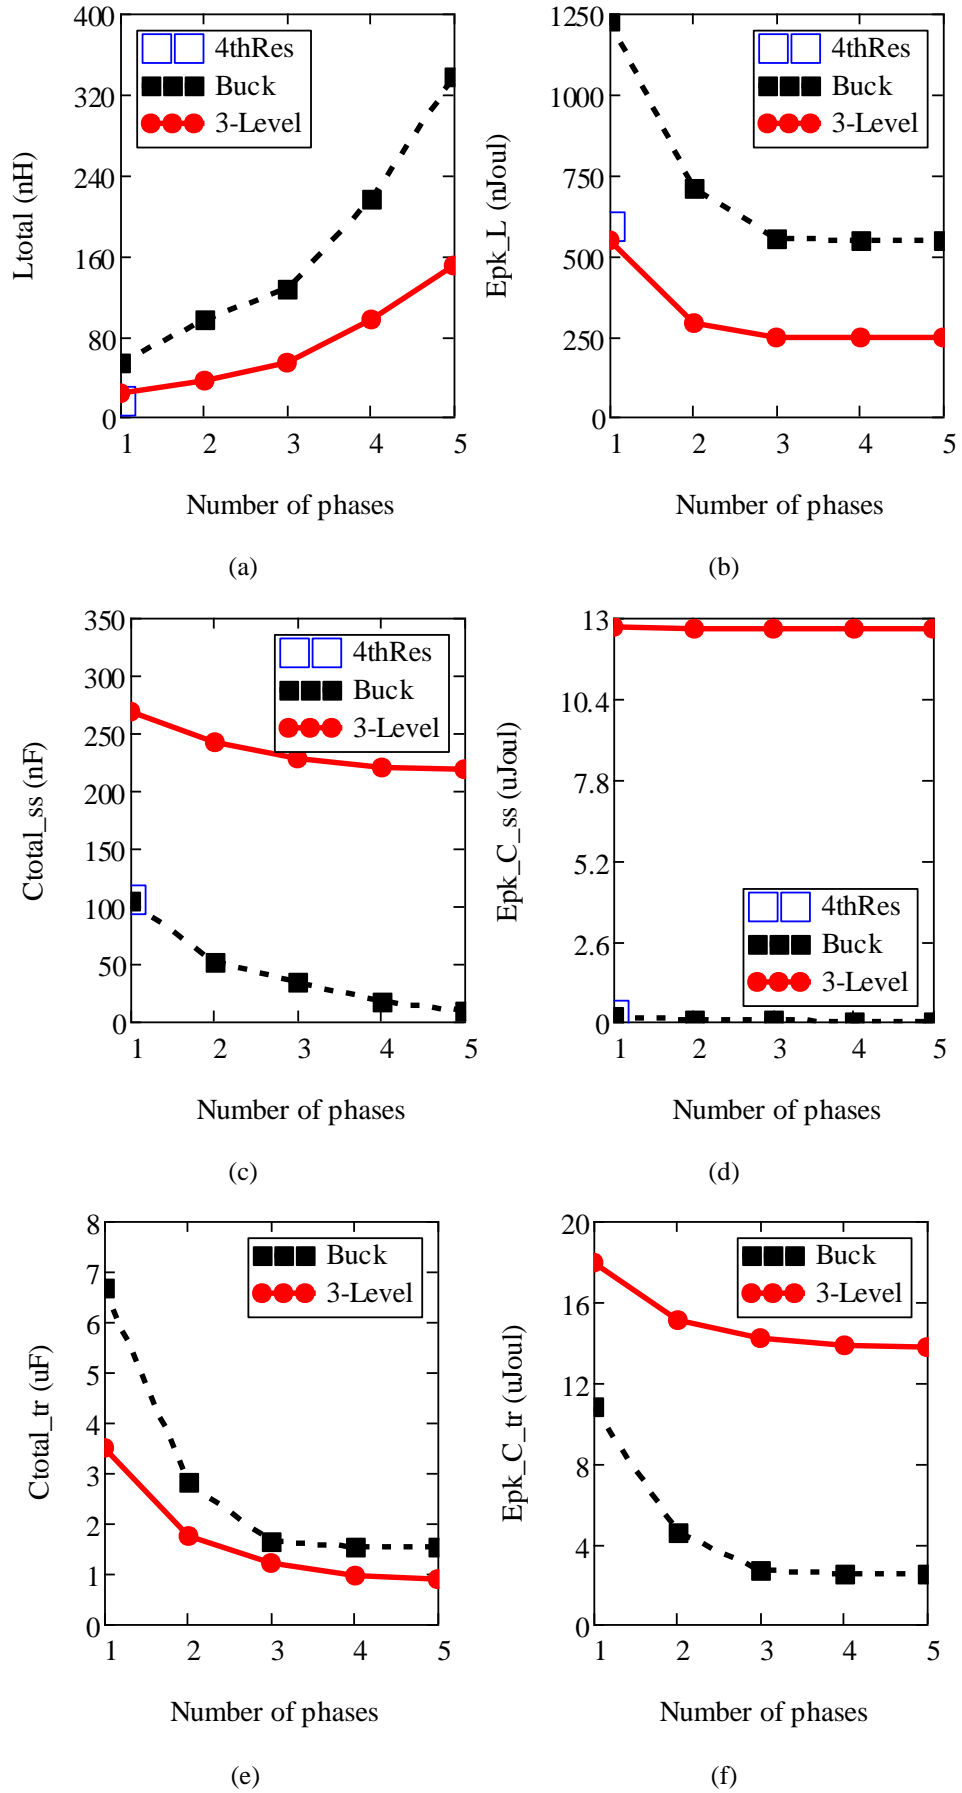 400
320
240
160
80
0
Ltotal (nH)
4thRes
Buck
3-Level
1 2 3 4 5
Number of phases
(a)
1250
1000
750
500
250
0
Epk_L (nJoul)
4thRes
Buck
3-Level
1 2 3 4 5
Number of phases
(b)
350
300
250
200
150
100
50
0
Ctotal_ss (nF)
4thRes
Buck
3-Level
1 2 3 4 5
Number of phases
(c)
13
10.4
7.8
5.2
2.6
0
Epk_C_ss (uJoul)
4thRes
Buck
3-Level
1 2 3 4 5
Number of phases
(d)
8
7
6
5
4
3
2
1
0
Ctotal_tr (uF)
Buck
3-Level
1 2 3 4 5
Number of phases
(e)
20
16
12
8
4
0
Epk_C_tr (uJoul)
Buck
3-Level
1 2 3 4 5
Number of phases
(f)